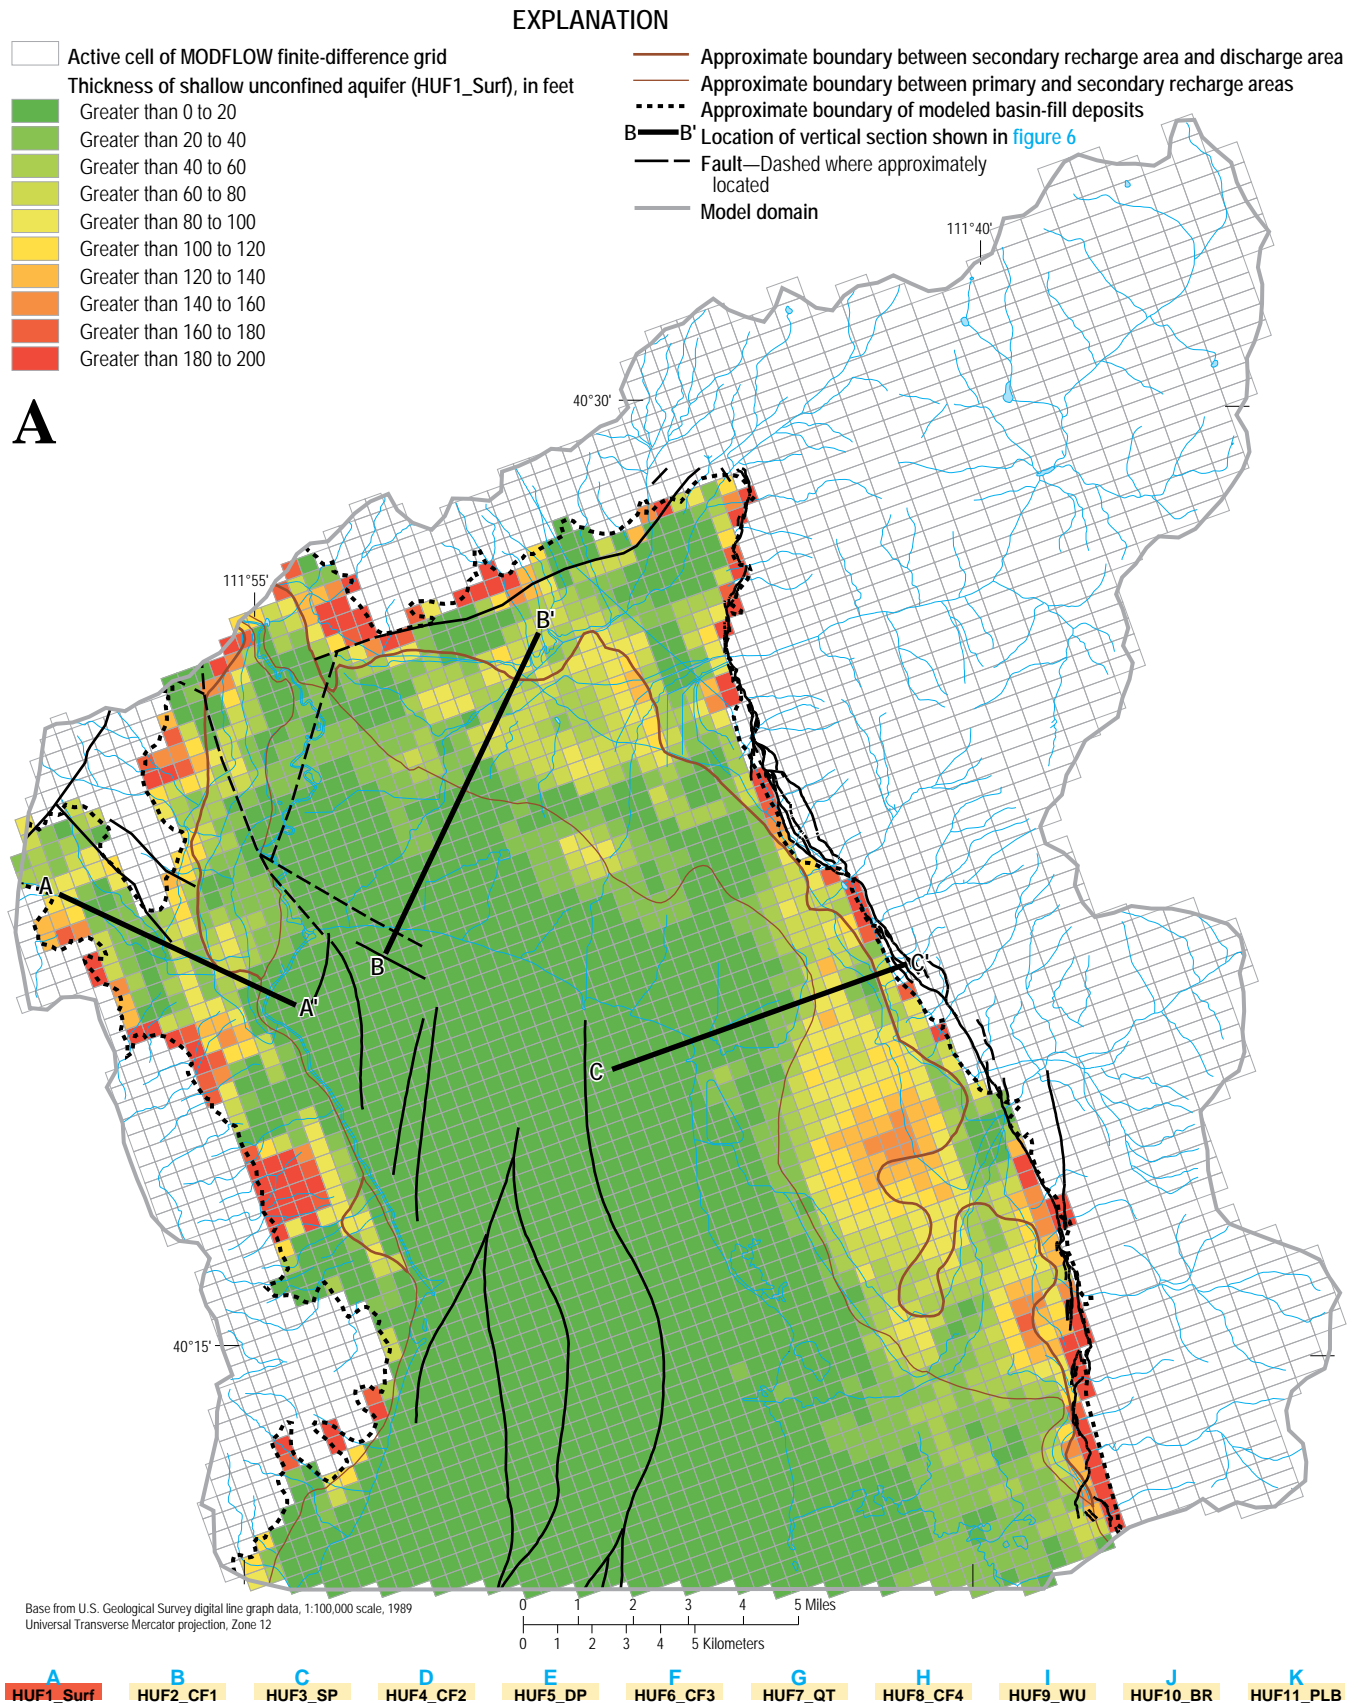 EXPLANATION
Active cell of MODFLOW finite-difference grid
Thickness of shallow unconfined aquifer (HUF1_Surf), in feet
Greater than 0 to 20
Greater than 20 to 40
Greater than 40 to 60
Greater than 60 to 80
Greater than 80 to 100
Greater than 100 to 120
Greater than 120 to 140
Greater than 140 to 160
Greater than 160 to 180
Greater than 180 to 200
Approximate boundary between secondary recharge area and discharge area
Approximate boundary between primary and secondary recharge areas
Approximate boundary of modeled basin-fill deposits
B B' Location of vertical section shown in figure 6
Fault—Dashed where approximately
located
Model domain
A
111°40'
40°30'
111°55'
B'
A
B
C'
A'
C
40°15'
Base from U.S. Geological Survey digital line graph data, 1:100,000 scale, 1989
Universal Transverse Mercator projection, Zone 12
0 1 2 3 4 5 Miles
0 1 2 3 4 5 Kilometers
A B C D E F G H I J K
HUF1_Surf HUF2_CF1 HUF3_SP HUF4_CF2 HUF5_DP HUF6_CF3 HUF7_QT HUF8_CF4 HUF9_WU HUF10_BR HUF11_PLB